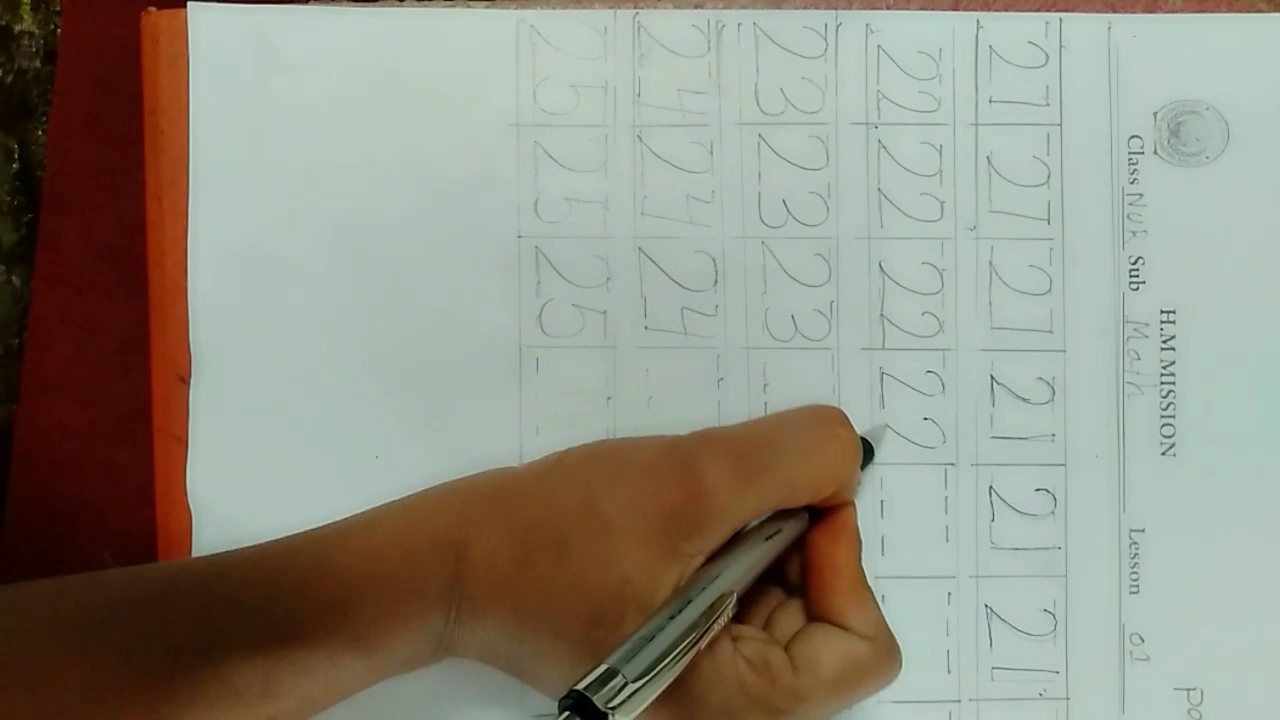 H.M MISSION
Class Nur Sub Math Lesson 01
21 21 21 21 21 21
22 22 22 22
23 23 23
24 24 24
25 25 25